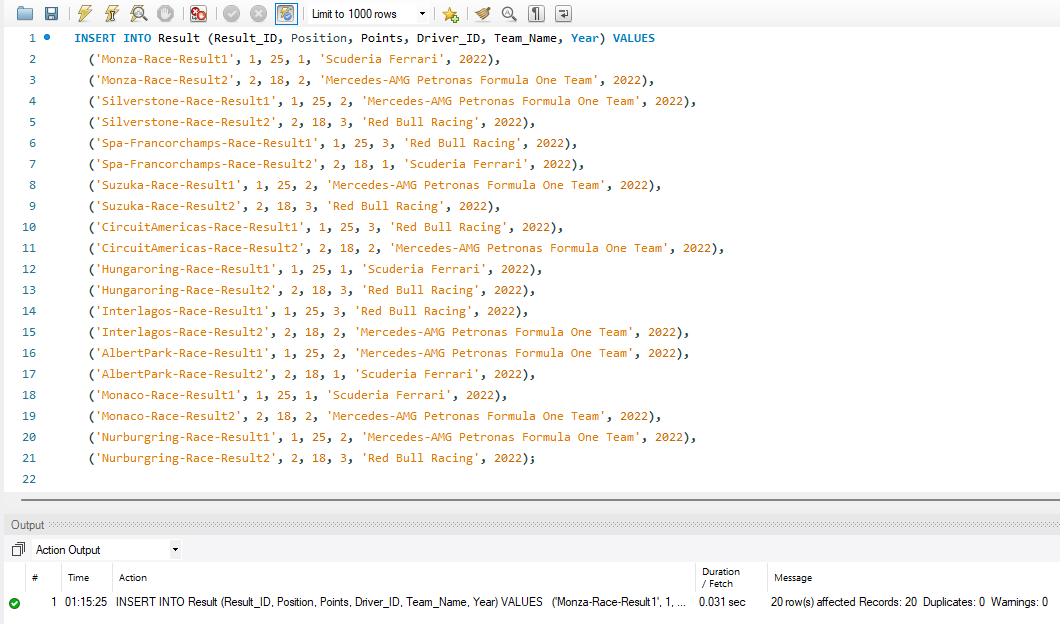 Limit to 1000 rows
1 INSERT INTO Result (Result_ID, Position, Points, Driver_ID, Team_Name, Year) VALUES
2 ('Monza-Race-Result1', 1, 25, 1, 'Scuderia Ferrari', 2022),
3 ('Monza-Race-Result2', 2, 18, 2, 'Mercedes-AMG Petronas Formula One Team', 2022),
4 ('Silverstone-Race-Result1', 1, 25, 2, 'Mercedes-AMG Petronas Formula One Team', 2022),
5 ('Silverstone-Race-Result2', 2, 18, 3, 'Red Bull Racing', 2022),
6 ('Spa-Francorchamps-Race-Result1', 1, 25, 3, 'Red Bull Racing', 2022),
7 ('Spa-Francorchamps-Race-Result2', 2, 18, 1, 'Scuderia Ferrari', 2022),
8 ('Suzuka-Race-Result1', 1, 25, 2, 'Mercedes-AMG Petronas Formula One Team', 2022),
9 ('Suzuka-Race-Result2', 2, 18, 3, 'Red Bull Racing', 2022),
10 ('CircuitAmericas-Race-Result1', 1, 25, 3, 'Red Bull Racing', 2022),
11 ('CircuitAmericas-Race-Result2', 2, 18, 2, 'Mercedes-AMG Petronas Formula One Team', 2022),
12 ('Hungaroring-Race-Result1', 1, 25, 1, 'Scuderia Ferrari', 2022),
13 ('Hungaroring-Race-Result2', 2, 18, 3, 'Red Bull Racing', 2022),
14 ('Interlagos-Race-Result1', 1, 25, 3, 'Red Bull Racing', 2022),
15 ('Interlagos-Race-Result2', 2, 18, 2, 'Mercedes-AMG Petronas Formula One Team', 2022),
16 ('AlbertPark-Race-Result1', 1, 25, 2, 'Mercedes-AMG Petronas Formula One Team', 2022),
17 ('AlbertPark-Race-Result2', 2, 18, 1, 'Scuderia Ferrari', 2022),
18 ('Monaco-Race-Result1', 1, 25, 1, 'Scuderia Ferrari', 2022),
19 ('Monaco-Race-Result2', 2, 18, 2, 'Mercedes-AMG Petronas Formula One Team', 2022),
20 ('Nurburgring-Race-Result1', 1, 25, 2, 'Mercedes-AMG Petronas Formula One Team', 2022),
21 ('Nurburgring-Race-Result2', 2, 18, 3, 'Red Bull Racing', 2022);
22
Output
Action Output
# Time Action Duration / Fetch Message
1 01:15:25 INSERT INTO Result (Result_ID, Position, Points, Driver_ID, Team_Name, Year) VALUES ('Monza-Race-Result1', 1, ... 0.031 sec 20 row(s) affected Records: 20 Duplicates: 0 Warnings: 0